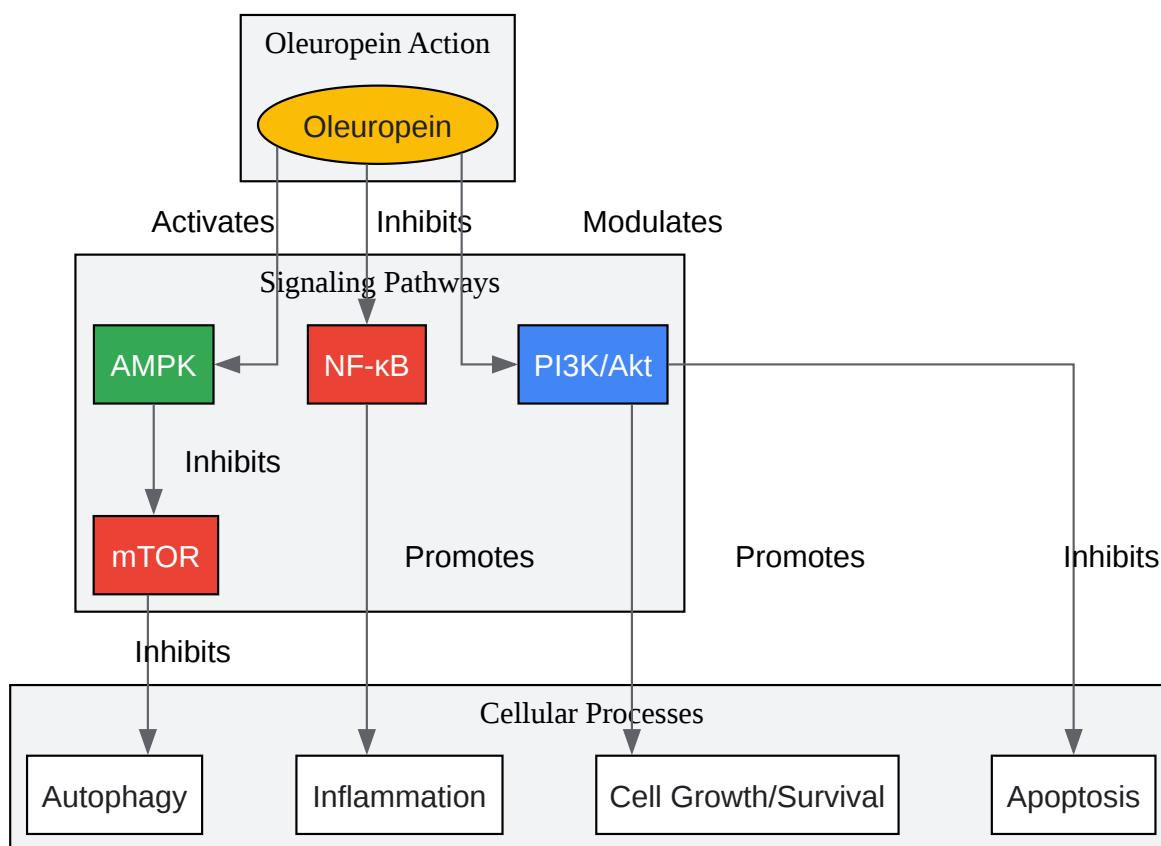 Oleuropein Action
Oleuropein
Activates
Inhibits
Modulates
Signaling Pathways
AMPK
NF-κB
PI3K/Akt
Inhibits
mTOR
Promotes
Promotes
Inhibits
Inhibits
Cellular Processes
Autophagy
Inflammation
Cell Growth/Survival
Apoptosis